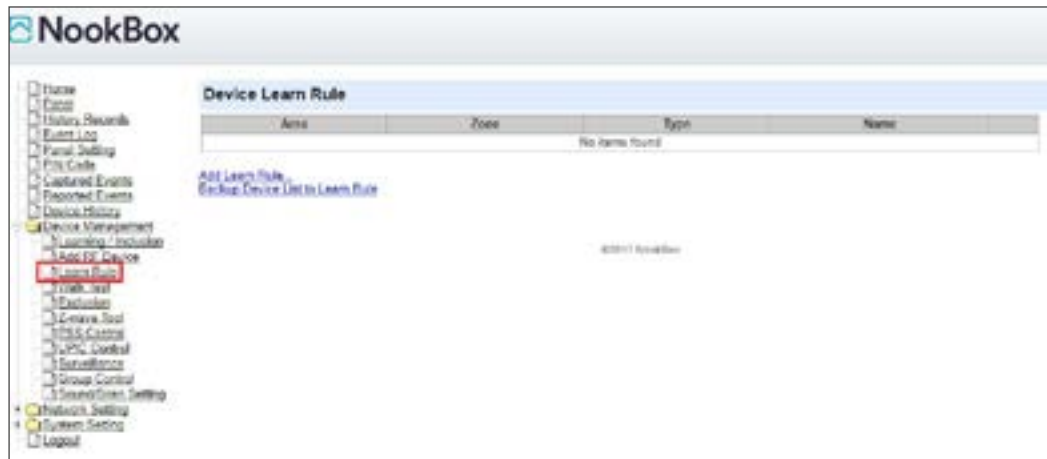 NookBox
Home
Panel
History Records
Event Log
Panel Setting
PIN Code
Captured Events
Reported Events
Device History
Device Management
Learning / Inclusion
Add RF Device
Learn Rule
Walk Test
Exclusion
Z-wave Tool
PSS Control
UPIC Control
Surveillance
Group Control
Sound/Siren Setting
Network Setting
System Setting
Logout
Device Learn Rule
Area Zone Type Name
No items found
Add Learn Rule...
Backup Device List to Learn Rule
NookBox